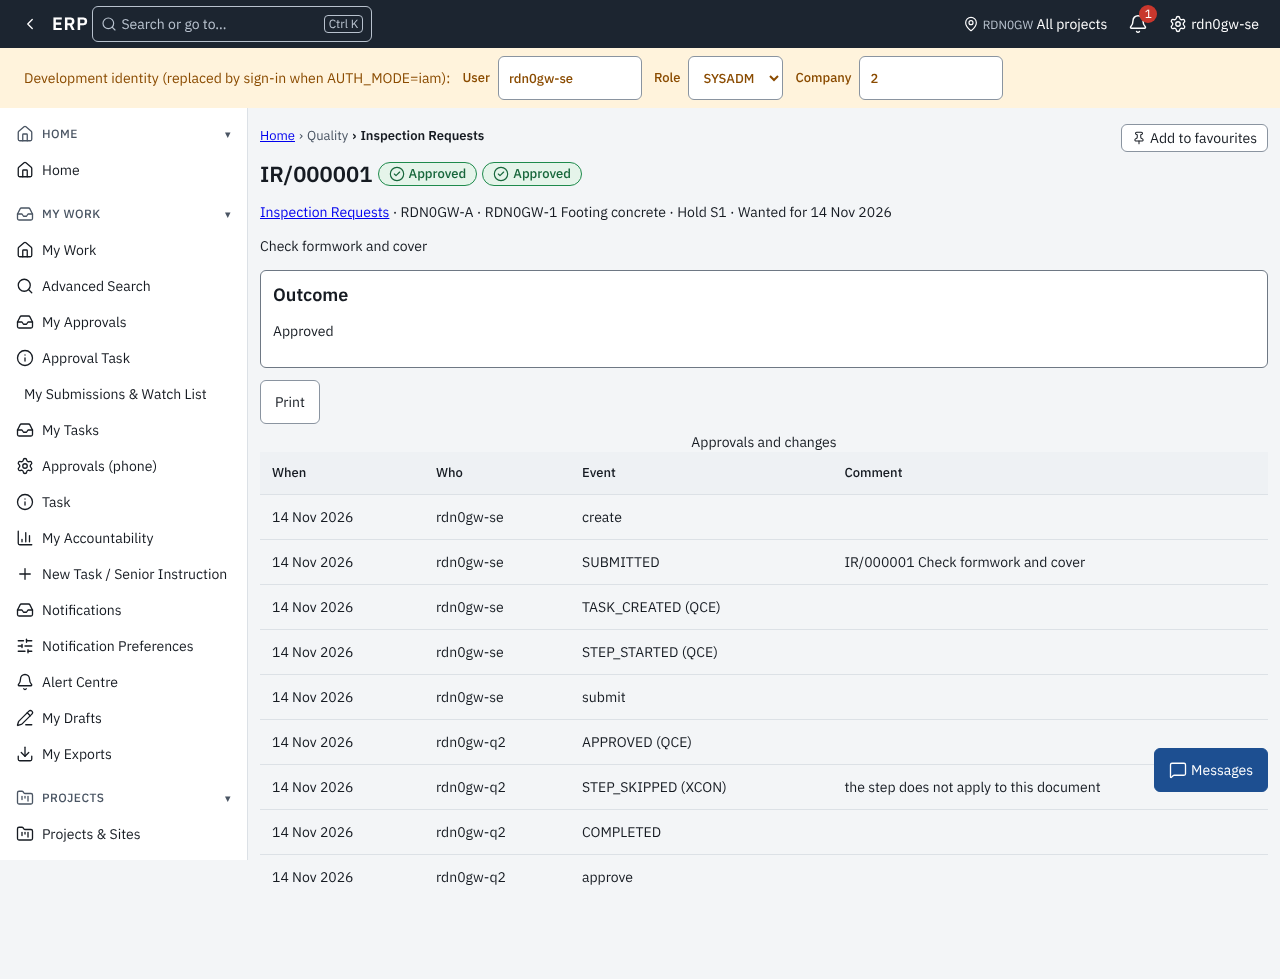 ERP
Search or go to...
Ctrl K
RDN0GW All projects
1
rdn0gw-se
Development identity (replaced by sign-in when AUTH_MODE=iam):
User
rdn0gw-se
Role
SYSADM
Company
2
HOME
Home
MY WORK
My Work
Advanced Search
My Approvals
Approval Task
My Submissions & Watch List
My Tasks
Approvals (phone)
Task
My Accountability
New Task / Senior Instruction
Notifications
Notification Preferences
Alert Centre
My Drafts
My Exports
PROJECTS
Projects & Sites
Home › Quality › Inspection Requests
Add to favourites
IR/000001 Approved Approved
Inspection Requests · RDN0GW-A · RDN0GW-1 Footing concrete · Hold S1 · Wanted for 14 Nov 2026
Check formwork and cover
Outcome
Approved
Print
Approvals and changes
When Who Event Comment
14 Nov 2026 rdn0gw-se create
14 Nov 2026 rdn0gw-se SUBMITTED IR/000001 Check formwork and cover
14 Nov 2026 rdn0gw-se TASK_CREATED (QCE)
14 Nov 2026 rdn0gw-se STEP_STARTED (QCE)
14 Nov 2026 rdn0gw-se submit
14 Nov 2026 rdn0gw-q2 APPROVED (QCE)
14 Nov 2026 rdn0gw-q2 STEP_SKIPPED (XCON) the step does not apply to this document
14 Nov 2026 rdn0gw-q2 COMPLETED
14 Nov 2026 rdn0gw-q2 approve
Messages